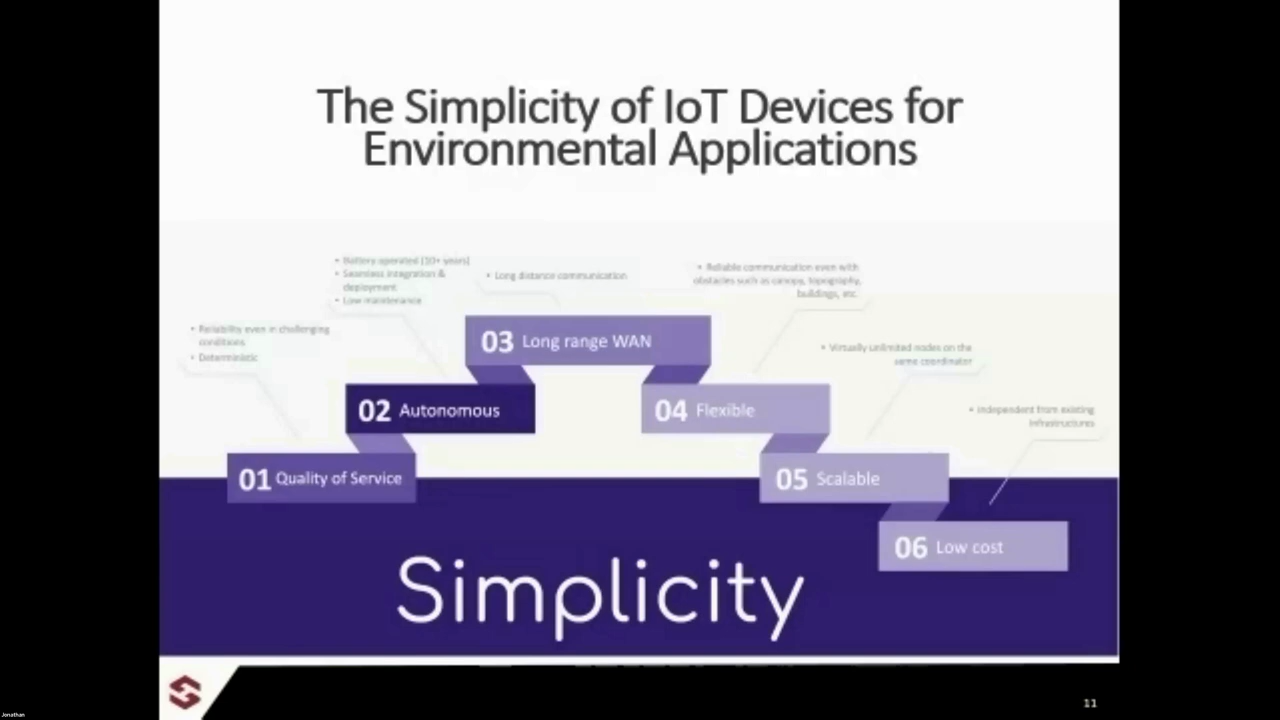 The Simplicity of IoT Devices for
Environmental Applications
• Battery operated (10+ years)
• Seamless integration &
deployment
• Low maintenance
• Long distance communication
• Reliable communication even with
obstacles such as canopy, topography,
buildings, etc.
• Reliability even in challenging
conditions
• Deterministic
• Virtually unlimited nodes on the
same coordinator
• Independent from existing
infrastructures
03 Long range WAN
02 Autonomous
04 Flexible
01 Quality of Service
05 Scalable
06 Low cost
Simplicity
11
Jonathan